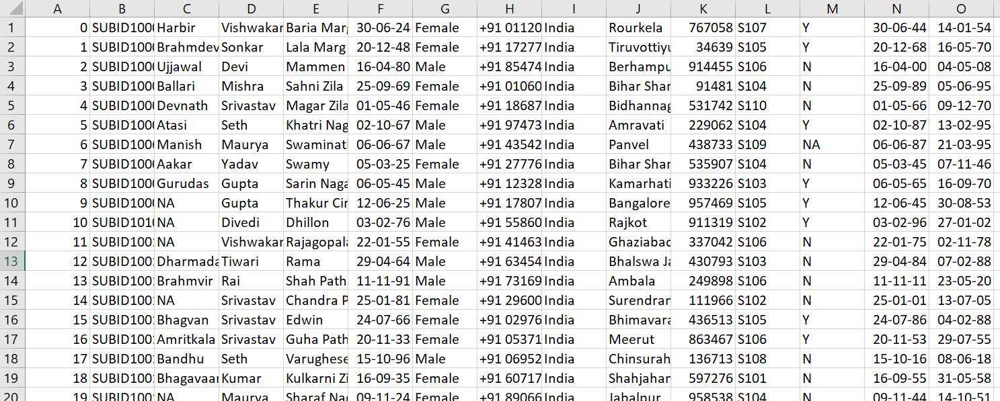 A B C D E F G H I J K L M N O
1 0 SUBID100 Harbir Vishwakar Baria Marg 30-06-24 Female +91 01120 India Rourkela 767058 S107 Y 30-06-44 14-01-54
2 1 SUBID100 Brahmdev Sonkar Lala Marg 20-12-48 Female +91 17277 India Tiruvottiyu 34639 S105 Y 20-12-68 16-05-70
3 2 SUBID100 Ujjawal Devi Mammen 16-04-80 Male +91 85474 India Berhampu 914455 S106 N 16-04-00 04-05-08
4 3 SUBID100 Ballari Mishra Sahni Zila 25-09-69 Female +91 01060 India Bihar Shar 91481 S104 N 25-09-89 05-06-95
5 4 SUBID100 Devnath Srivastav Magar Zila 01-05-46 Female +91 18687 India Bidhannag 531742 S110 N 01-05-66 09-12-70
6 5 SUBID100 Atasi Seth Khatri Nag 02-10-67 Male +91 97473 India Amravati 229062 S104 Y 02-10-87 13-02-95
7 6 SUBID100 Manish Maurya Swaminat 06-06-67 Male +91 43542 India Panvel 438733 S109 NA 06-06-87 21-03-95
8 7 SUBID100 Aakar Yadav Swamy 05-03-25 Female +91 27776 India Bihar Shar 535907 S104 N 05-03-45 07-11-46
9 8 SUBID100 Gurudas Gupta Sarin Naga 06-05-45 Male +91 12328 India Kamarhati 933226 S103 Y 06-05-65 16-09-70
10 9 SUBID100 NA Gupta Thakur Cir 12-06-25 Male +91 17807 India Bangalore 957469 S105 Y 12-06-45 30-08-53
11 10 SUBID101 NA Divedi Dhillon 03-02-76 Male +91 55860 India Rajkot 911319 S102 Y 03-02-96 27-01-02
12 11 SUBID100 NA Vishwakar Rajagopala 22-01-55 Female +91 41463 India Ghaziabad 337042 S106 N 22-01-75 02-11-78
13 12 SUBID100 Dharmada Tiwari Rama 29-04-64 Male +91 63454 India Bhalswa Ja 430793 S103 N 29-04-84 07-02-88
14 13 SUBID100 Brahmvir Rai Shah Path 11-11-91 Male +91 73169 India Ambala 249898 S106 N 11-11-11 23-05-20
15 14 SUBID100 NA Srivastav Chandra P 25-01-81 Female +91 29600 India Surendran 111966 S102 N 25-01-01 13-07-05
16 15 SUBID100 Bhagvan Srivastav Edwin 24-07-66 Female +91 02976 India Bhimavara 436513 S105 Y 24-07-86 04-02-88
17 16 SUBID100 Amritkala Srivastav Guha Path 20-11-33 Female +91 05371 India Meerut 863467 S106 Y 20-11-53 29-07-55
18 17 SUBID100 Bandhu Seth Varughese 15-10-96 Male +91 06952 India Chinsurah 136713 S108 N 15-10-16 08-06-18
19 18 SUBID100 Bhagavaan Kumar Kulkarni Zi 16-09-35 Female +91 60717 India Shahjahan 597276 S101 N 16-09-55 31-05-58
20 19 SUBID100 NA Maurya Sharaf Nag 09-11-24 Female +91 89066 India Jabalpur 958538 S104 N 09-11-44 14-10-51